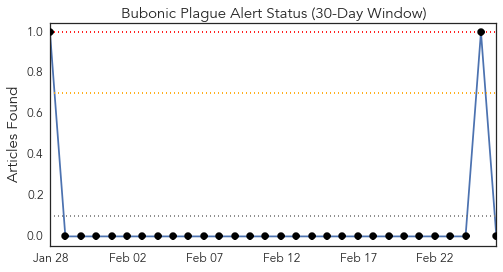 Bubonic Plague Alert Status (30-Day Window)
Articles Found
1.0
0.8
0.6
0.4
0.2
0.0
Jan 28 Feb 02 Feb 07 Feb 12 Feb 17 Feb 22